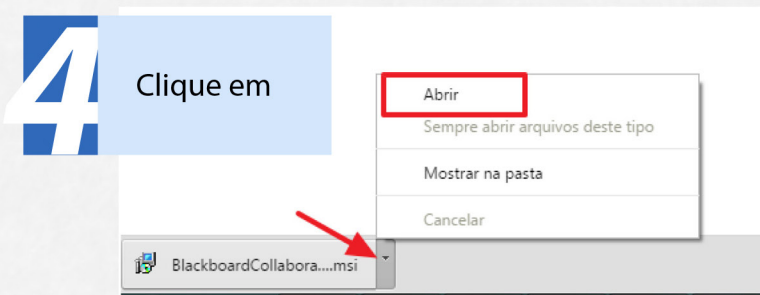 4
Clique em
Abrir
Sempre abrir arquivos deste tipo
Mostrar na pasta
Cancelar
BlackboardCollabora....msi